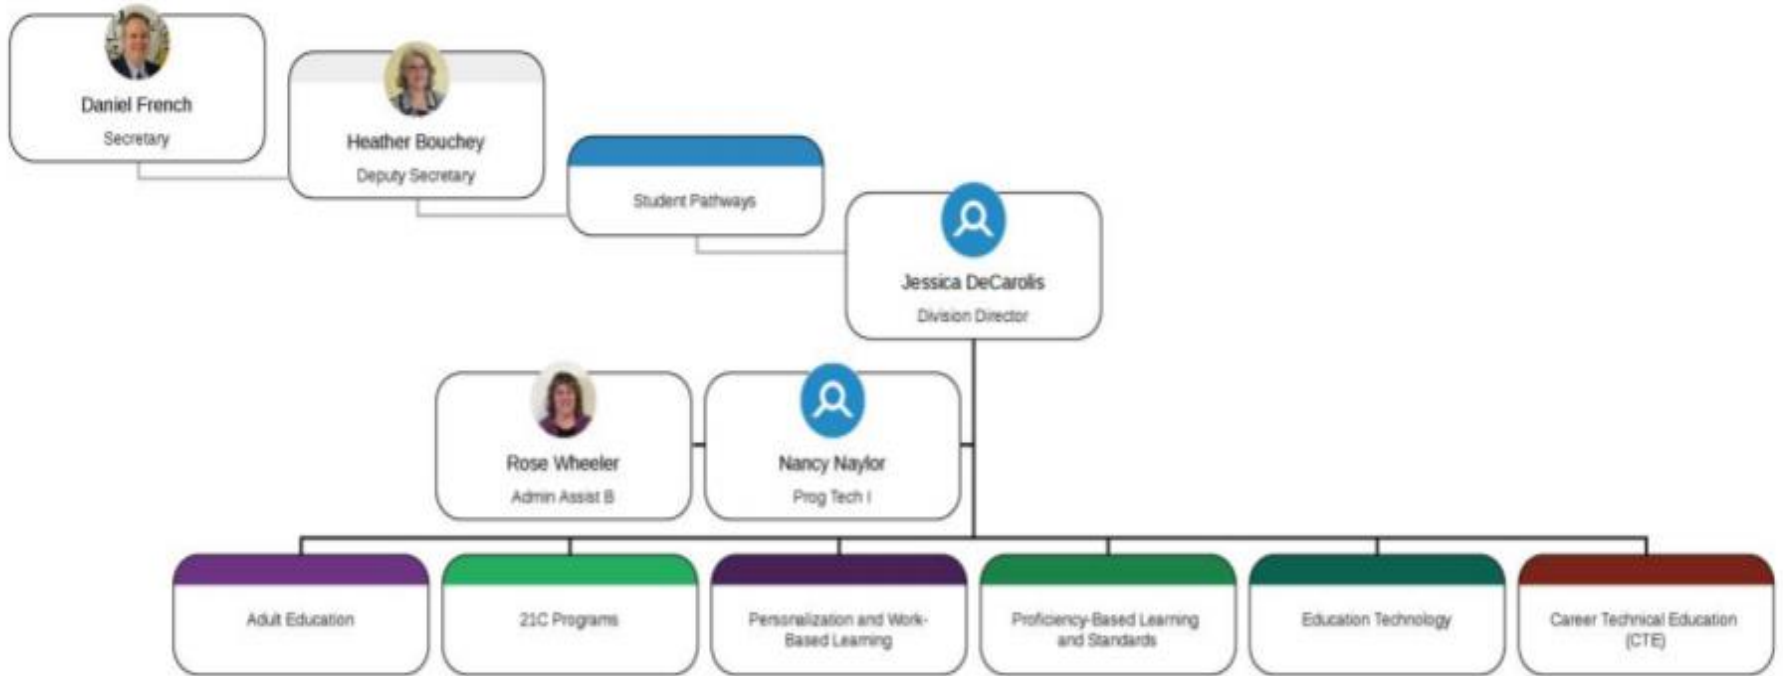 Daniel French
Secretary
Heather Bouchey
Deputy Secretary
Student Pathways
Jessica DeCarolis
Division Director
Rose Wheeler
Admin Assist B
Nancy Naylor
Prog Tech I
Adult Education
21C Programs
Personalization and Work-
Based Learning
Proficiency-Based Learning
and Standards
Education Technology
Career Technical Education
(CTE)